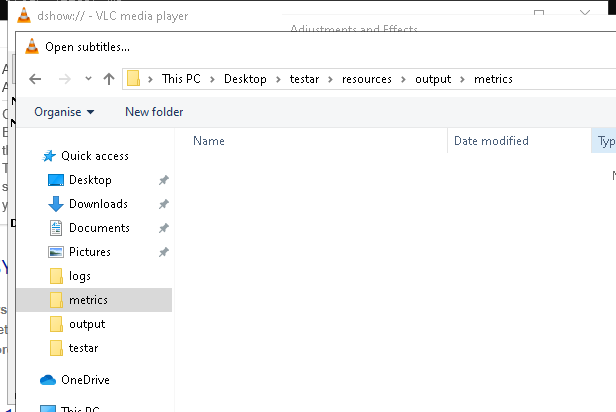 dshow:// - VLC media player
Adjustments and Effects
Open subtitles...
This PC > Desktop > testar > resources > output > metrics
Organise New folder
Name Date modified Typ
Quick access
Desktop
Downloads
Documents
Pictures
logs
metrics
output
testar
OneDrive
This PC